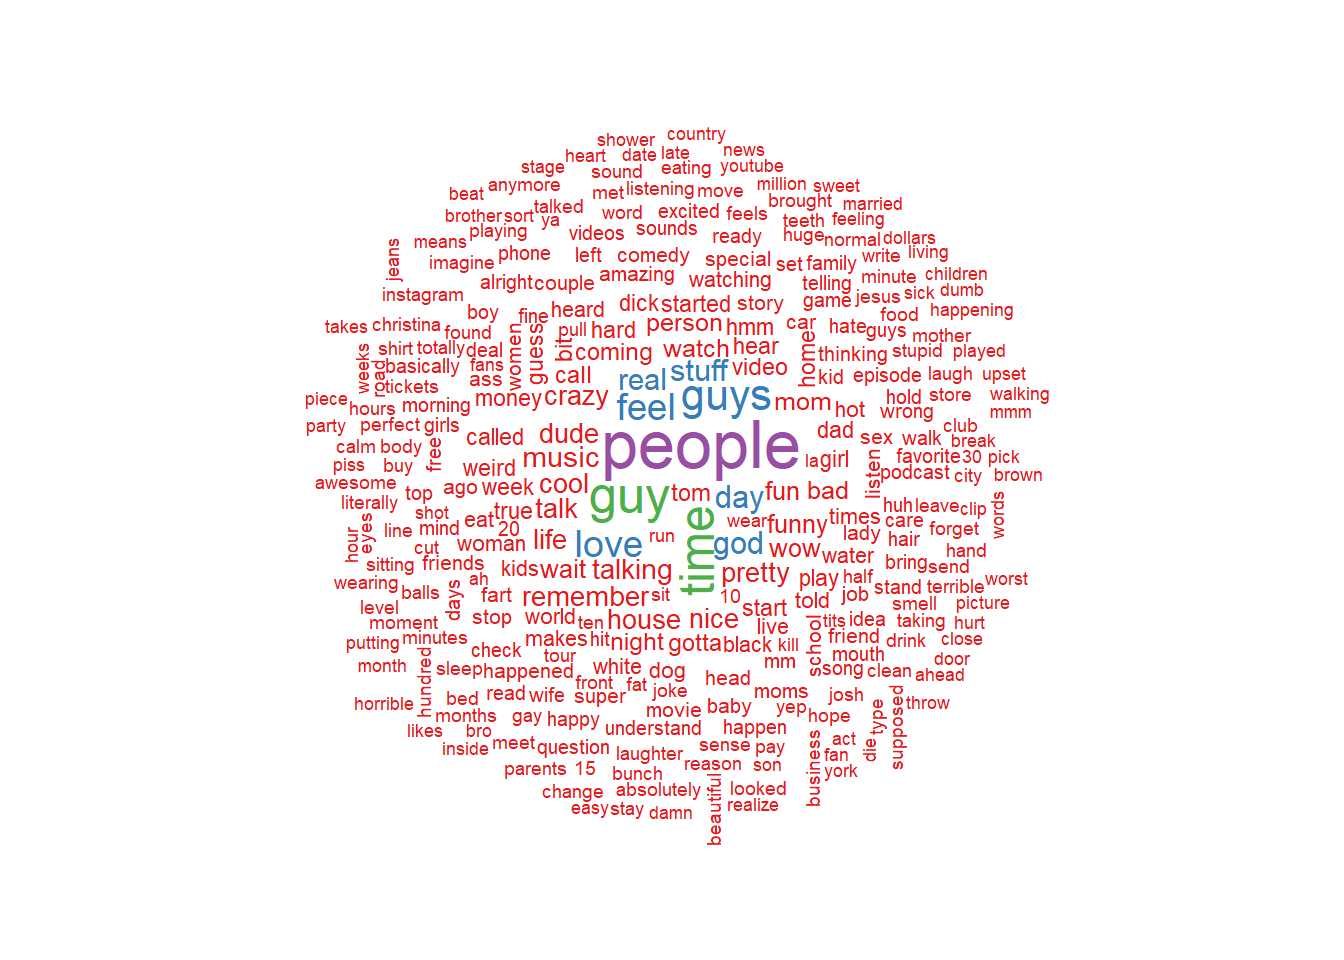 shower country
heart date late news
stage sound eating youtube
beat anymore met listening move million sweet
brother sort talked ya word excited feels brought teeth married feeling
jeans means playing videos sounds ready huge normal dollars
imagine phone left comedy special set family write living
instagram alright couple amazing watching telling minute children
boy fine heard dick started story game jesus sick dumb
takes christina found pull hard person hmm car hate guys food happening
weeks shirt totally deal women guess bit coming watch hear home thinking stupid played mother
road basically fans ass call real stuff video kid episode laugh upset
piece tickets money crazy feel guys mom hot wrong hold store walking
party hours morning perfect girls called dude people dad sex walk club break mmm
calm body free weird music la girl listen favorite 30 pick
piss buy ago week cool guy tom day fun bad podcast city brown
awesome literally top shot true talk wear funny times huh leave clip words
hour eyes line mind eat 20 life love run time god wow lady care hair forget
cut woman water hand
sitting friends kids wait talking pretty play half bring send
wearing balls days ah fart remember sit 10 start told job stand terrible worst
level moment stop world ten house nice live school tits idea smell taking picture hurt
putting minutes check makes hit night gotta black kill friend drink close
month hundred sleep happened tour white dog mm mouth song clean door ahead
horrible bed read wife front super fat joke head moms josh supposed throw
months gay happy movie baby yep hope type
likes bro understand happen act die
inside meet question laughter sense pay business fan
parents 15 bunch reason son york
change absolutely beautiful looked
easy stay damn realize